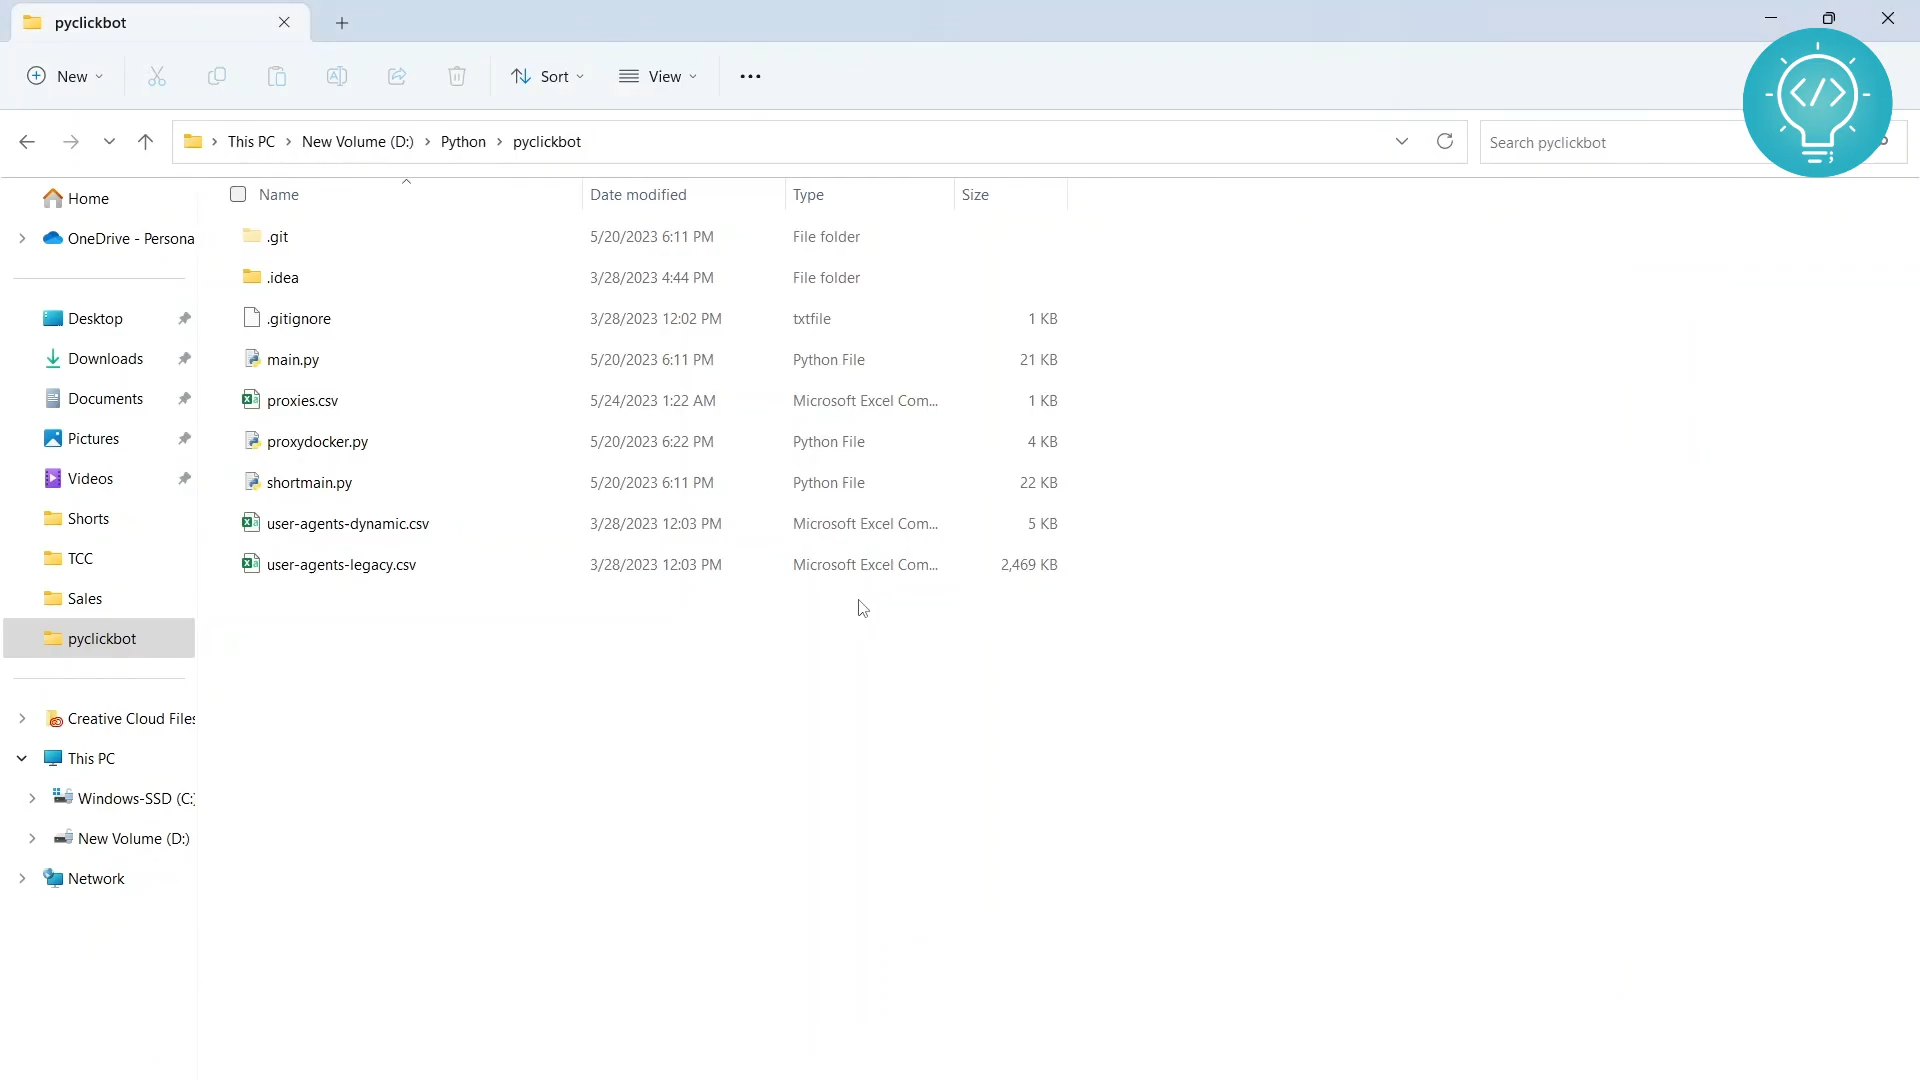 pyclickbot
New
Sort
View
This PC
New Volume (D:)
Python
pyclickbot
Search pyclickbot
</>
;
Home
OneDrive - Persona
Desktop
Downloads
Documents
Pictures
Videos
Shorts
TCC
Sales
pyclickbot
Creative Cloud Files
This PC
Windows-SSD (C:)
New Volume (D:)
Network
Name Date modified Type Size
.git 5/20/2023 6:11 PM File folder
.idea 3/28/2023 4:44 PM File folder
.gitignore 3/28/2023 12:02 PM txtfile 1 KB
main.py 5/20/2023 6:11 PM Python File 21 KB
proxies.csv 5/24/2023 1:22 AM Microsoft Excel Com... 1 KB
proxydocker.py 5/20/2023 6:22 PM Python File 4 KB
shortmain.py 5/20/2023 6:11 PM Python File 22 KB
user-agents-dynamic.csv 3/28/2023 12:03 PM Microsoft Excel Com... 5 KB
user-agents-legacy.csv 3/28/2023 12:03 PM Microsoft Excel Com... 2,469 KB